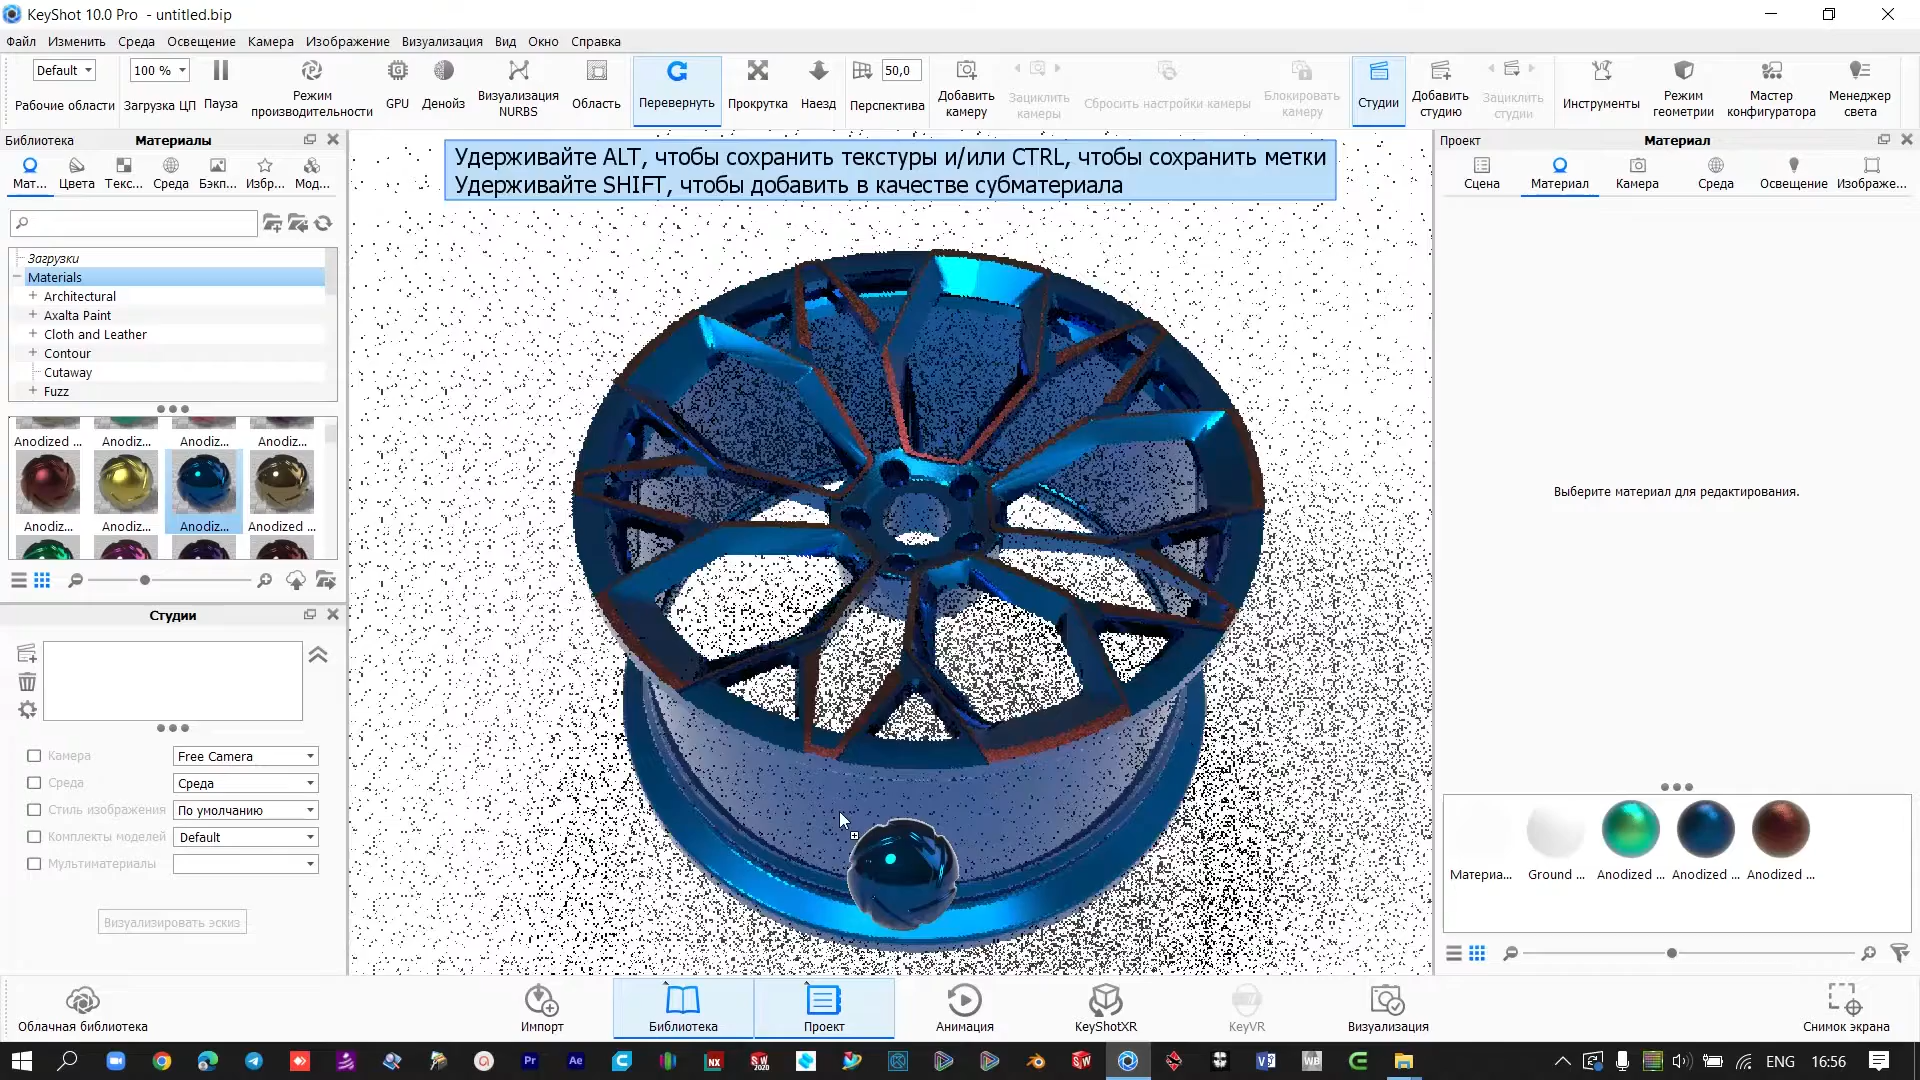 KeyShot 10.0 Pro - untitled.bip
Файл Изменить Среда Освещение Камера Изображение Визуализация Вид Окно Справка
Default
Рабочие области
100 %
Загрузка ЦП
Пауза
Режим производительности
GPU
Денойз
Визуализация NURBS
Область
Перевернуть
Прокрутка
Наезд
50,0
Перспектива
Добавить камеру
Зациклить камеры
Сбросить настройки камеры
Блокировать камеру
Студии
Добавить студию
Зациклить студии
Инструменты
Режим геометрии
Мастер конфигуратора
Менеджер света
Библиотека Материалы
Мат... Цвета Текс... Среда Бэкп... Избр... Мод...
Загрузки
Materials
Architectural
Axalta Paint
Cloth and Leather
Contour
Cutaway
Fuzz
Anodized ... Anodiz... Anodiz... Anodiz...
Anodiz... Anodiz... Anodiz... Anodized ...
Студии
Камера Free Camera
Среда Среда
Стиль изображения По умолчанию
Комплекты моделей Default
Мультиматериалы
Визуализировать эскиз
Удерживайте ALT, чтобы сохранить текстуры и/или CTRL, чтобы сохранить метки
Удерживайте SHIFT, чтобы добавить в качестве субматериала
Проект Материал
Сцена Материал Камера Среда Освещение Изображе...
Выберите материал для редактирования.
Материа... Ground ... Anodized ... Anodized ... Anodized ...
Облачная библиотека
Импорт
Библиотека
Проект
Анимация
KeyShotXR
KeyVR
Визуализация
Снимок экрана
Pr Ae NX SW 2020 SW WB ENG 16:56